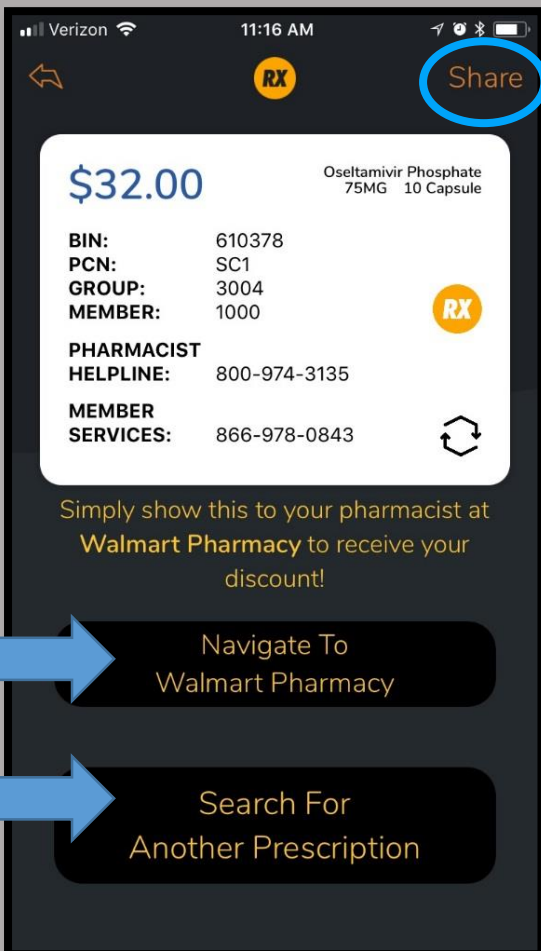 Verizon 11:16 AM
RX Share
$32.00 Oseltamivir Phosphate
75MG 10 Capsule
BIN: 610378
PCN: SC1
GROUP: 3004
MEMBER: 1000
RX
PHARMACIST
HELPLINE: 800-974-3135
MEMBER
SERVICES: 866-978-0843
Simply show this to your pharmacist at
Walmart Pharmacy to receive your
discount!
Navigate To
Walmart Pharmacy
Search For
Another Prescription